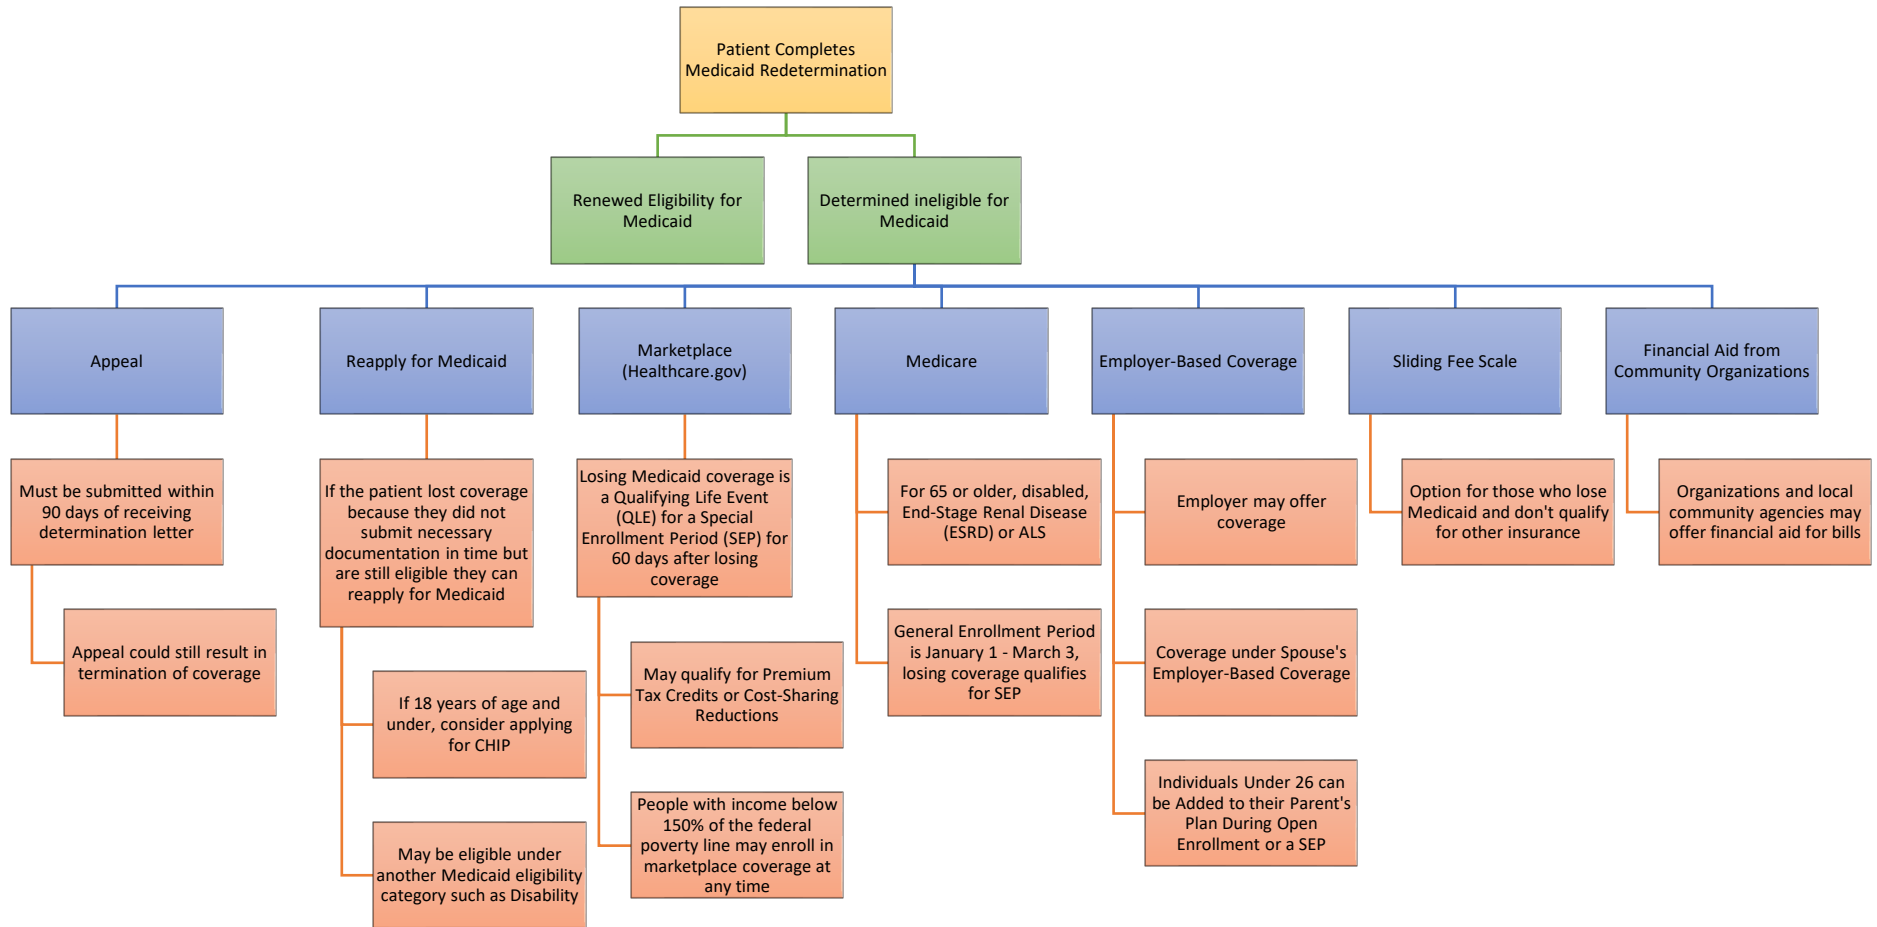 Patient Completes
Medicaid Redetermination
Renewed Eligibility for
Medicaid
Determined ineligible for
Medicaid
Appeal
Must be submitted within
90 days of receiving
determination letter
Appeal could still result in
termination of coverage
Reapply for Medicaid
If the patient lost coverage
because they did not
submit necessary
documentation in time but
are still eligible they can
reapply for Medicaid
If 18 years of age and
under, consider applying
for CHIP
May be eligible under
another Medicaid eligibility
category such as Disability
Marketplace
(Healthcare.gov)
Losing Medicaid coverage is
a Qualifying Life Event
(QLE) for a Special
Enrollment Period (SEP) for
60 days after losing
coverage
May qualify for Premium
Tax Credits or Cost-Sharing
Reductions
People with income below
150% of the federal
poverty line may enroll in
marketplace coverage at
any time
Medicare
For 65 or older, disabled,
End-Stage Renal Disease
(ESRD) or ALS
General Enrollment Period
is January 1 - March 3,
losing coverage qualifies
for SEP
Employer-Based Coverage
Employer may offer
coverage
Coverage under Spouse's
Employer-Based Coverage
Individuals Under 26 can
be Added to their Parent's
Plan During Open
Enrollment or a SEP
Sliding Fee Scale
Option for those who lose
Medicaid and don't qualify
for other insurance
Financial Aid from
Community Organizations
Organizations and local
community agencies may
offer financial aid for bills